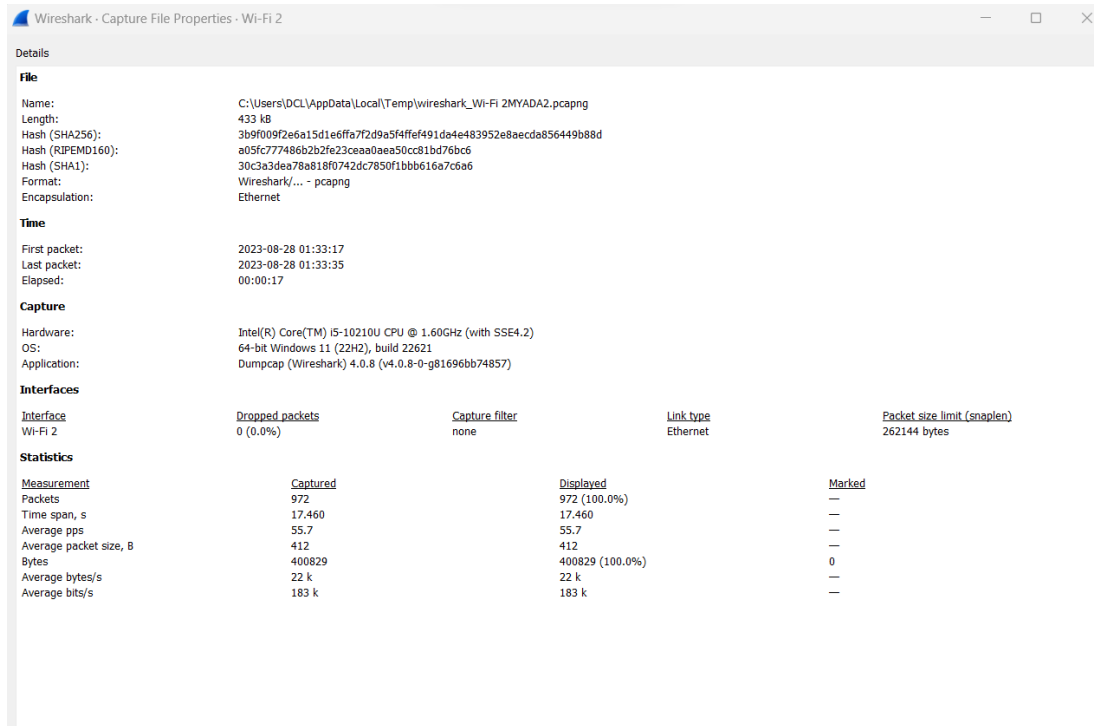 Wireshark · Capture File Properties · Wi-Fi 2
Details
File
Name: C:\Users\DCL\AppData\Local\Temp\wireshark_Wi-Fi 2MYADA2.pcapng
Length: 433 kB
Hash (SHA256): 3b9f009f2e6a15d1e6ffa7f2d9a5f4ffef491da4e483952e8aecda856449b88d
Hash (RIPEMD160): a05fc777486b2b2fe23ceaa0aea50cc81bd76bc6
Hash (SHA1): 30c3a3dea78a818f0742dc7850f1bbb616a7c6a6
Format: Wireshark/... - pcapng
Encapsulation: Ethernet
Time
First packet: 2023-08-28 01:33:17
Last packet: 2023-08-28 01:33:35
Elapsed: 00:00:17
Capture
Hardware: Intel(R) Core(TM) i5-10210U CPU @ 1.60GHz (with SSE4.2)
OS: 64-bit Windows 11 (22H2), build 22621
Application: Dumpcap (Wireshark) 4.0.8 (v4.0.8-0-g81696bb74857)
Interfaces
Interface Dropped packets Capture filter Link type Packet size limit (snaplen)
Wi-Fi 2 0 (0.0%) none Ethernet 262144 bytes
Statistics
Measurement Captured Displayed Marked
Packets 972 972 (100.0%) —
Time span, s 17.460 17.460 —
Average pps 55.7 55.7 —
Average packet size, B 412 412 —
Bytes 400829 400829 (100.0%) 0
Average bytes/s 22 k 22 k —
Average bits/s 183 k 183 k —